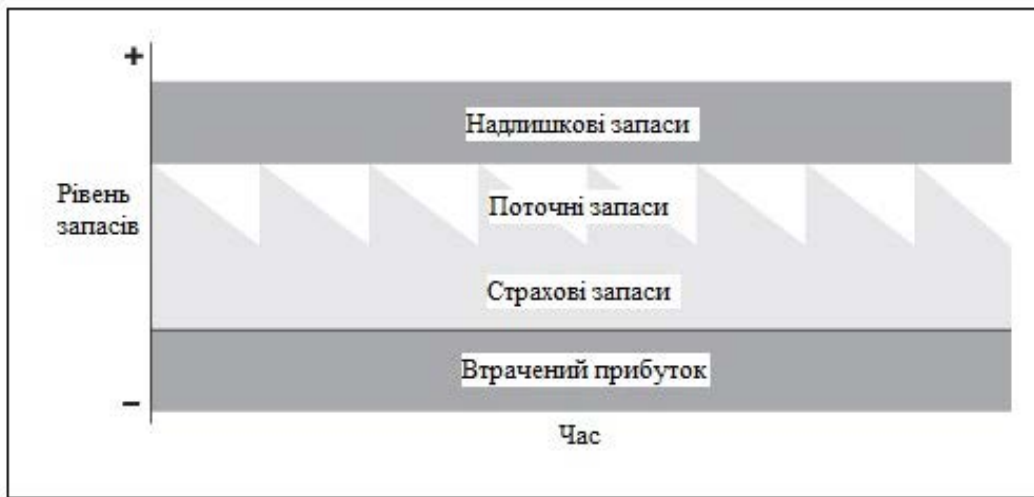 +
Надлишкові запаси
Рівень
запасів
Поточні запаси
Страхові запаси
Втрачений прибуток
−
Час